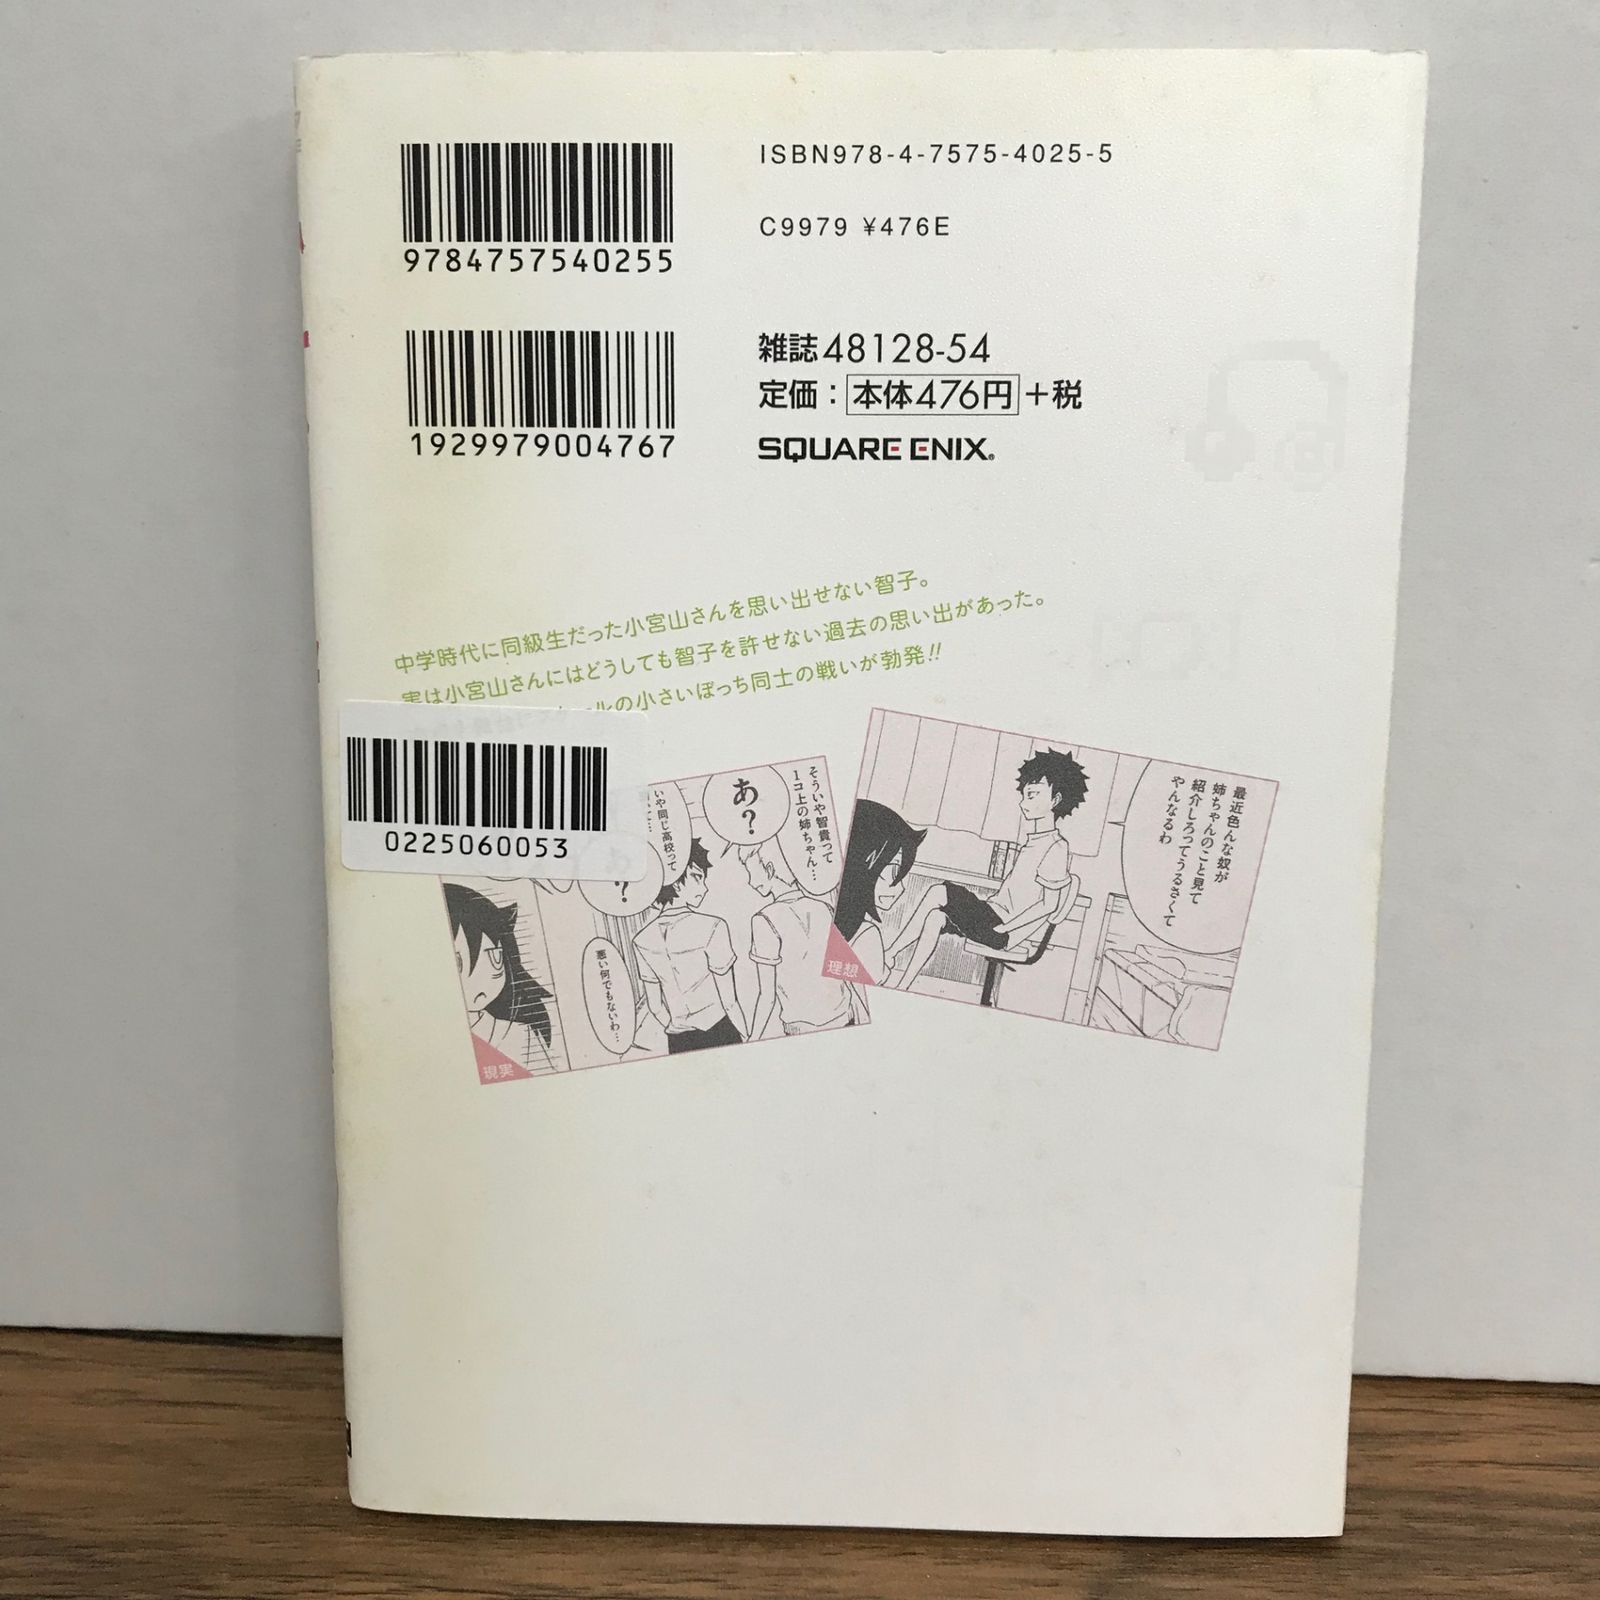 ISBN978-4-7575-4025-5
9784757540255
C9979 ¥476E
雑誌48128-54
定価：本体476円+税
1929979004767
SQUARE ENIX®
中学時代に同級生だった小宮山さんを思い出せない智子。
実は小宮山さんにはどうしても智子を許せない過去の思い出があった。
ールの小さいぼっち同士の戦いが勃発!!
0225060053
最近色んな奴が
姉ちゃんのこと見て
紹介しろってうるさくて
やんなるわ
理想
そういや智貴って
1コ上の姉ちゃん…
あ？
いや同じ高校って
悪い何でもないわ…
現実